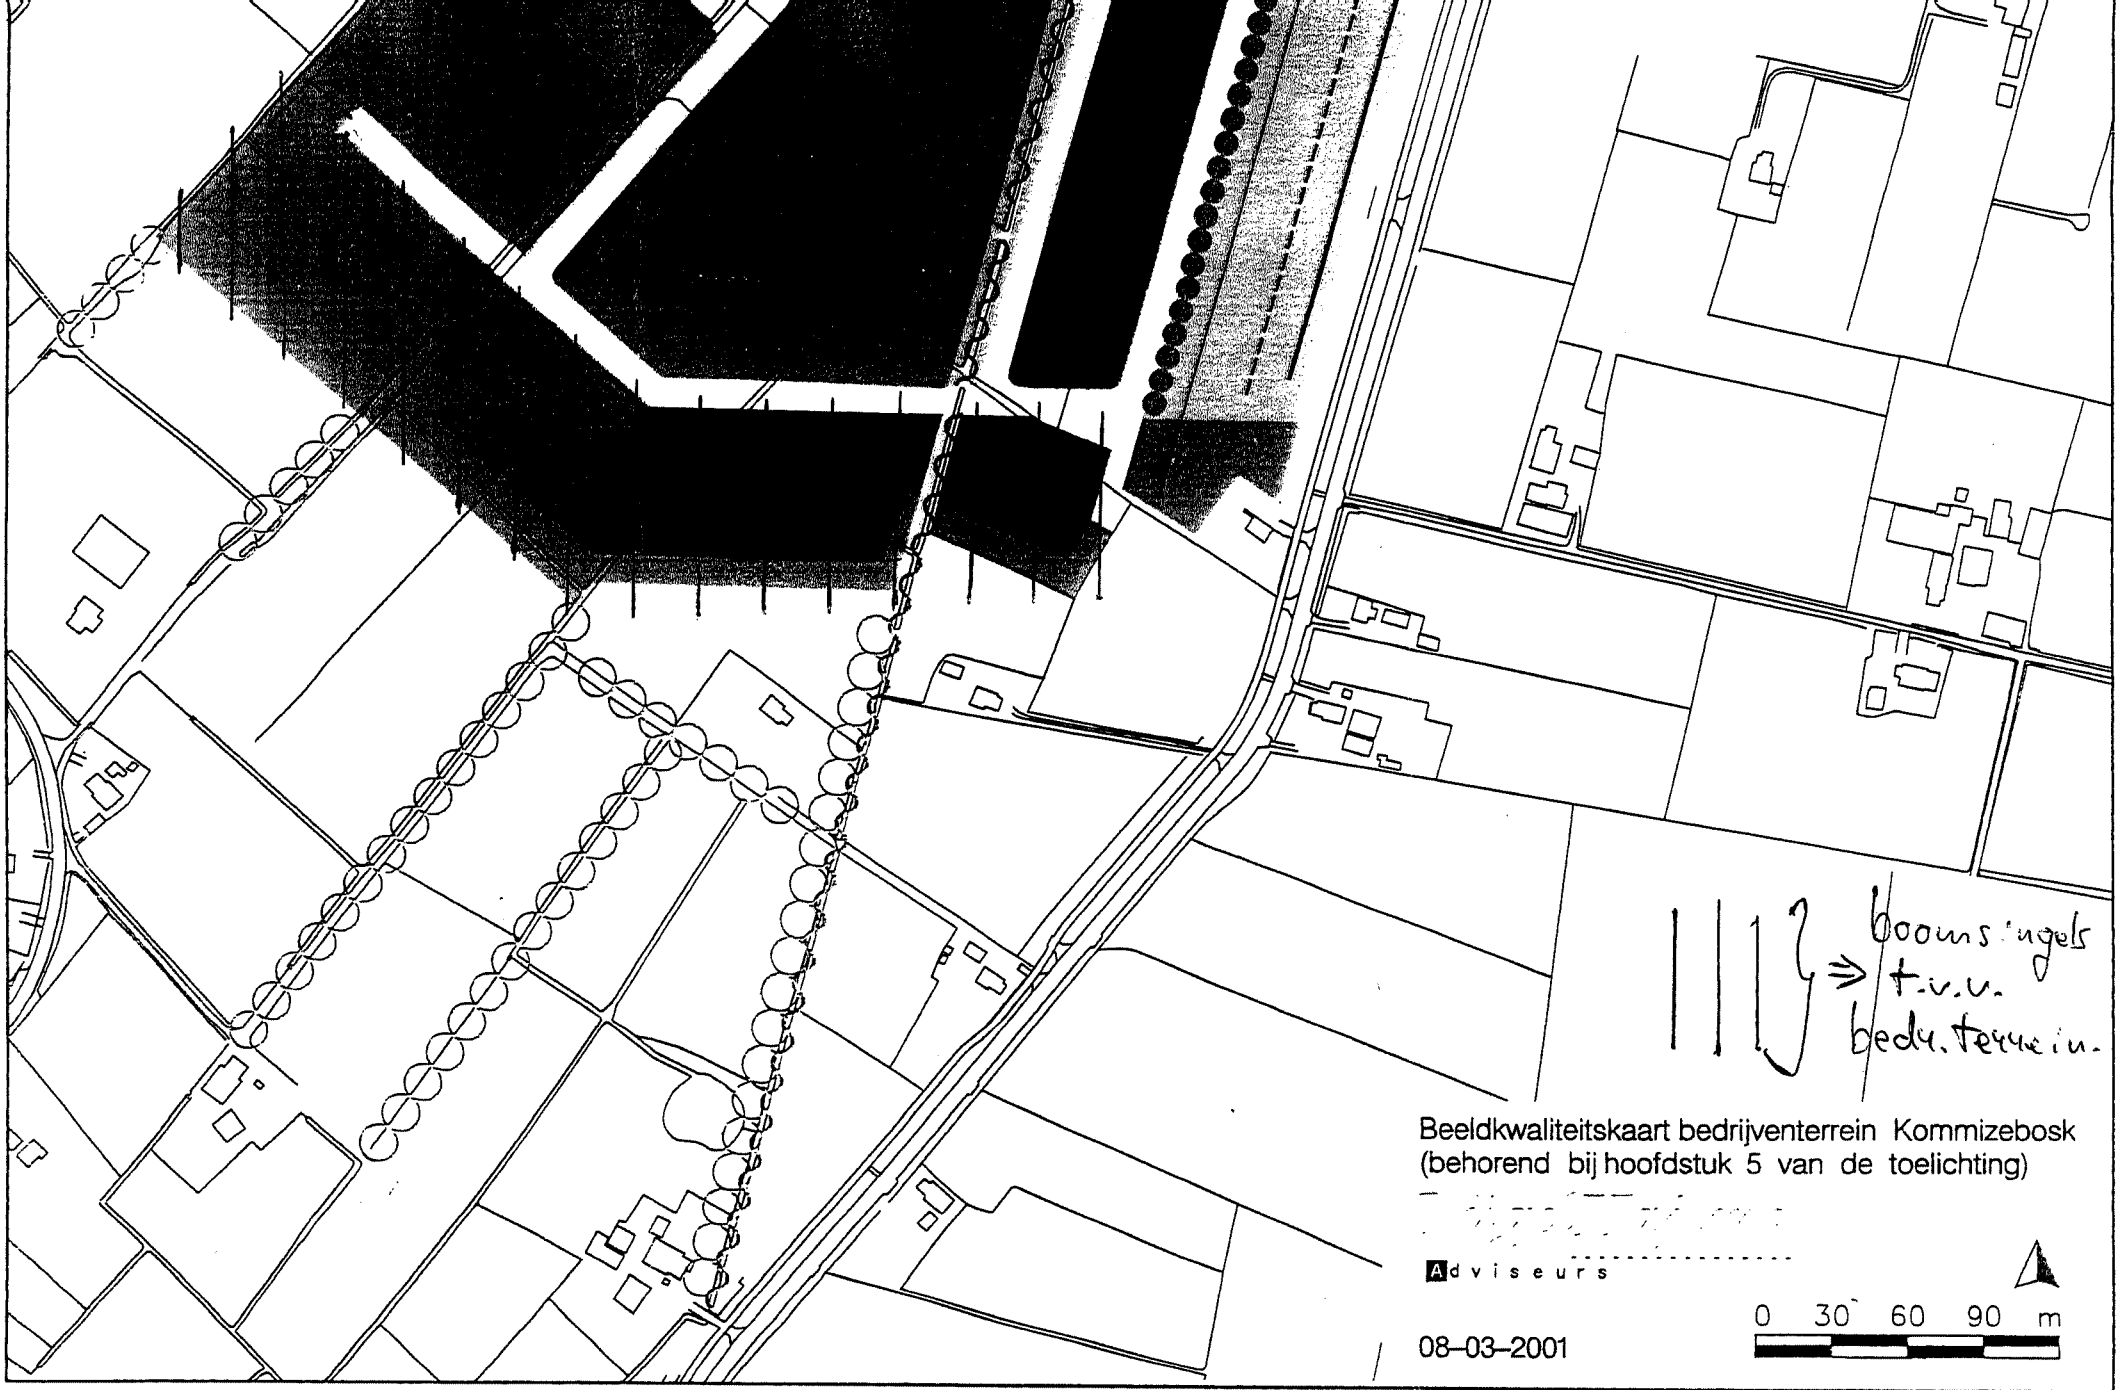 boomsingels
t.v.v.
bedr.terrein.
Beeldkwaliteitskaart bedrijventerrein Kommizebosk
(behorend bij hoofdstuk 5 van de toelichting)
Adviseurs
0 30 60 90 m
08-03-2001